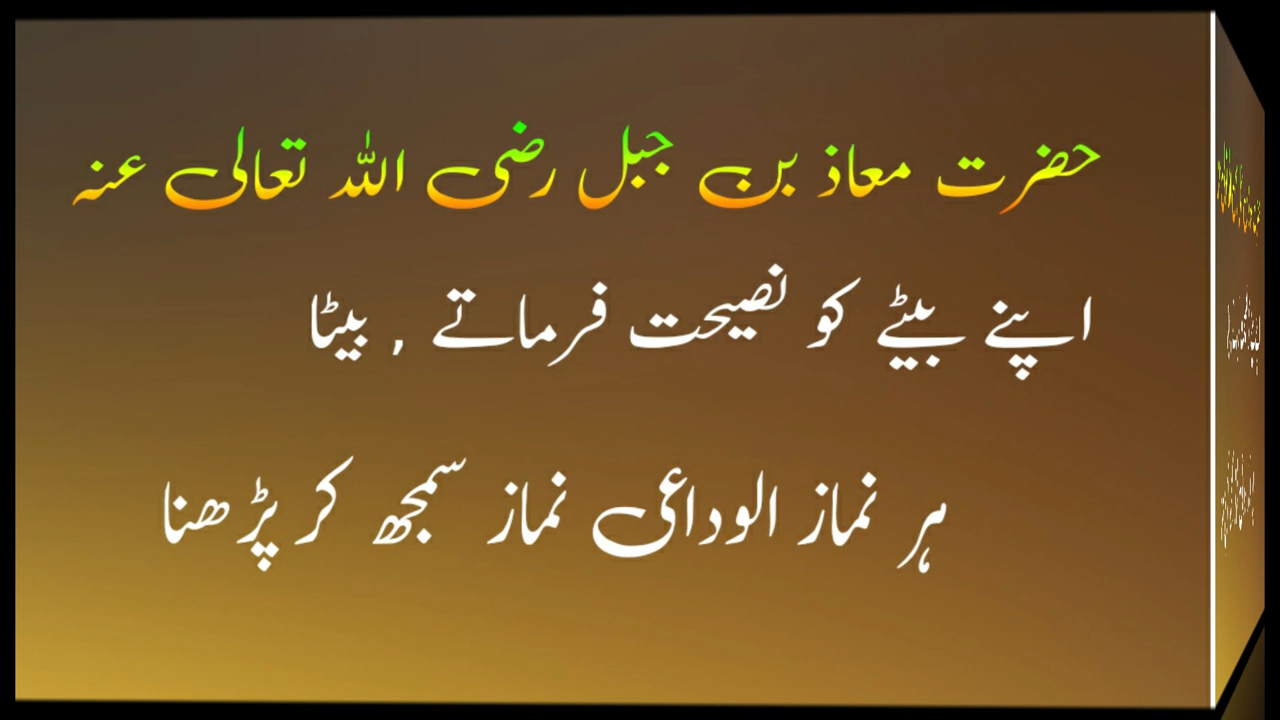 حضرت معاذ بن جبل رضی اللہ تعالی عنہ
اپنے بیٹے کو نصیحت فرماتے , بیٹا
ہر نماز الوداعی نماز سمجھ کر پڑھنا